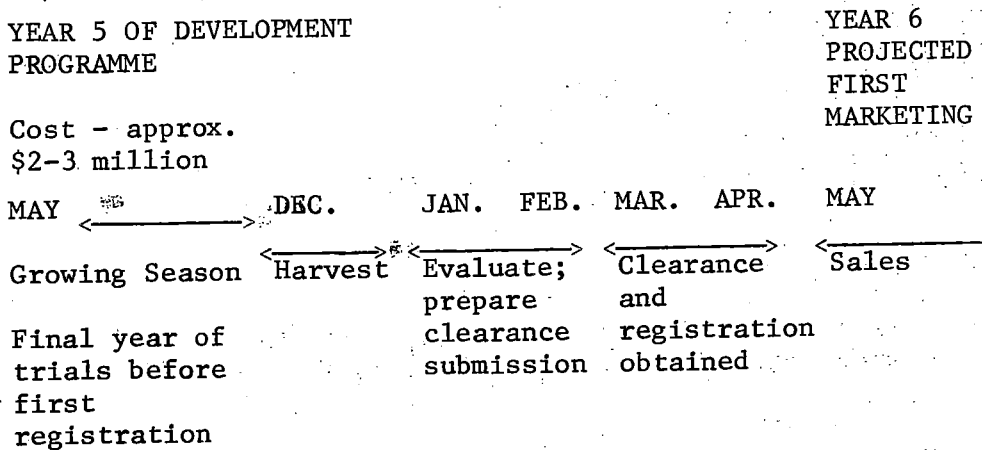 YEAR 5 OF DEVELOPMENT
PROGRAMME
YEAR 6
PROJECTED
FIRST
MARKETING
Cost - approx.
$2-3 million
MAY DEC. JAN. FEB. MAR. APR. MAY
Growing Season Harvest Evaluate; Clearance Sales
prepare and
clearance registration
submission obtained
Final year of
trials before
first
registration